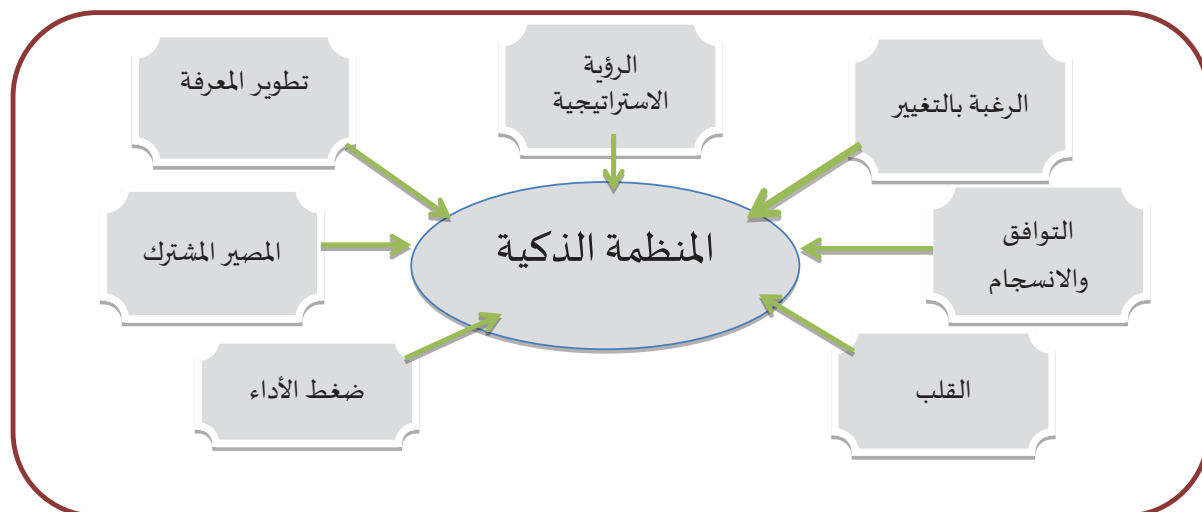 الرؤية
الاستراتيجية
الرغبة بالتغيير
تطوير المعرفة
التوافق
والانسجام
المنظمة الذكية
المصير المشترك
القلب
ضغط الأداء